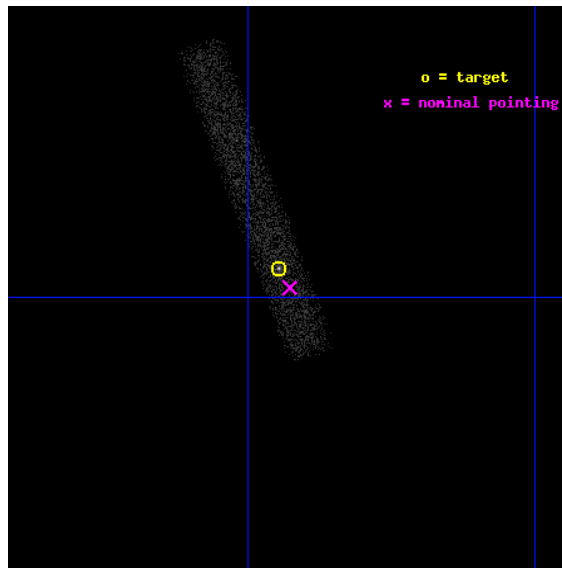 o = target
x = nominal pointing